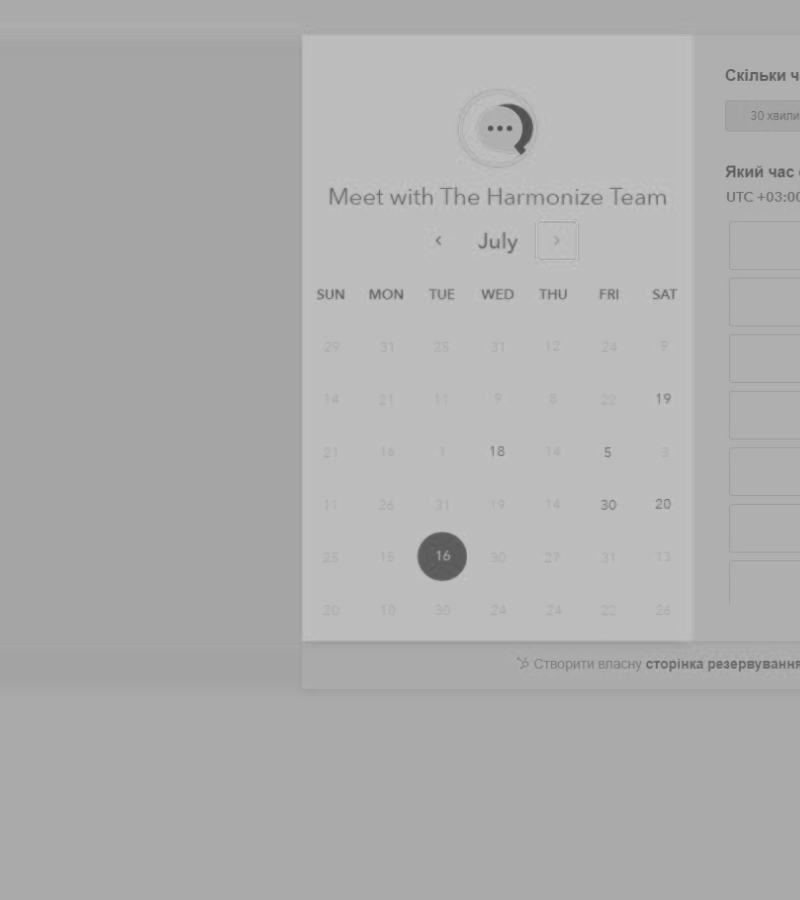 Meet with The Harmonize Team
‹ July ›
SUN MON TUE WED THU FRI SAT
29 31 25 31 12 24 9
14 21 11 9 8 22 19
21 16 1 18 14 5 3
11 26 31 19 14 30 20
25 15 16 30 27 31 13
20 18 30 24 24 22 26
Скільки ч
30 хвили
Який час
UTC +03:00
Створити власну сторінка резервування